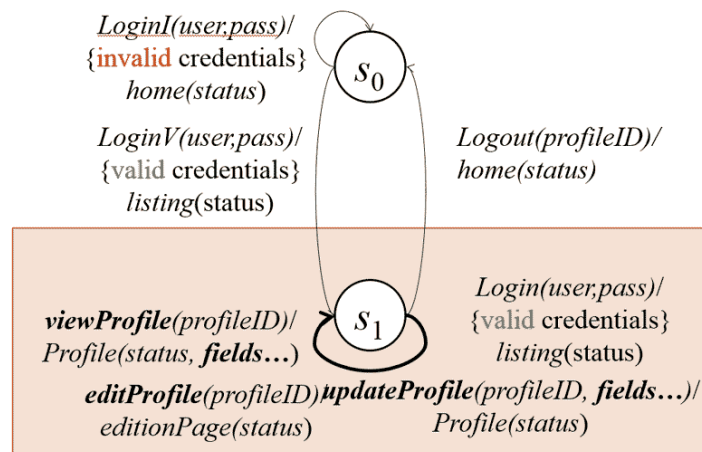 LoginI(user,pass)/
{invalid credentials}
home(status)
s0
LoginV(user,pass)/
{valid credentials}
listing(status)
Logout(profileID)/
home(status)
viewProfile(profileID)/
Profile(status, fields…)
s1
Login(user,pass)/
{valid credentials}
listing(status)
editProfile(profileID)/
editionPage(status)
updateProfile(profileID, fields…)/
Profile(status)